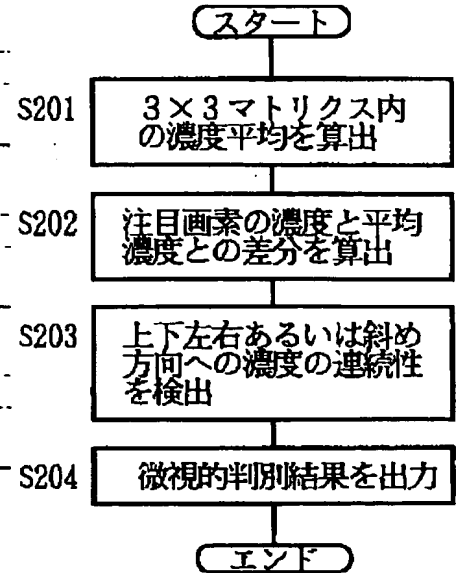 スタート
S201
3×3マトリクス内
の濃度平均を算出
S202
注目画素の濃度と平均
濃度との差分を算出
S203
上下左右あるいは斜め
方向への濃度の連続性
を検出
S204
微視的判別結果を出力
エンド